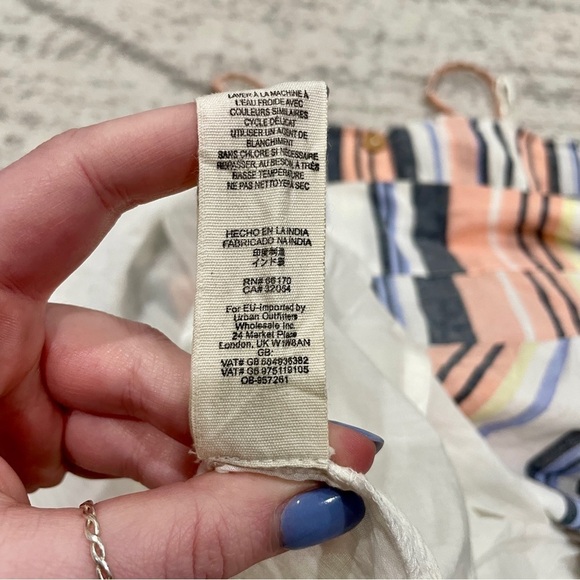 LAVER À LA MACHINE À
L'EAU FROIDE AVEC
COULEURS SIMILAIRES
CYCLE DÉLICAT
UTILISER UN AGENT DE
BLANCHIMENT
SANS CHLORE SI NÉCESSAIRE
REPASSER, AU BESOIN À TRÈS
BASSE TEMPÉRATURE
NE PAS NETTOYER À SEC
HECHO EN LA INDIA
FABRICADO NA INDIA
印度制造
インド製
RN# 66170
CA# 32054
For EU-Imported by
Urban Outfitters
Wholesale Inc.
24 Market Place
London, UK W1W8AN
GB:
VAT# GB 684936382
VAT# GB 975119105
OB-957261